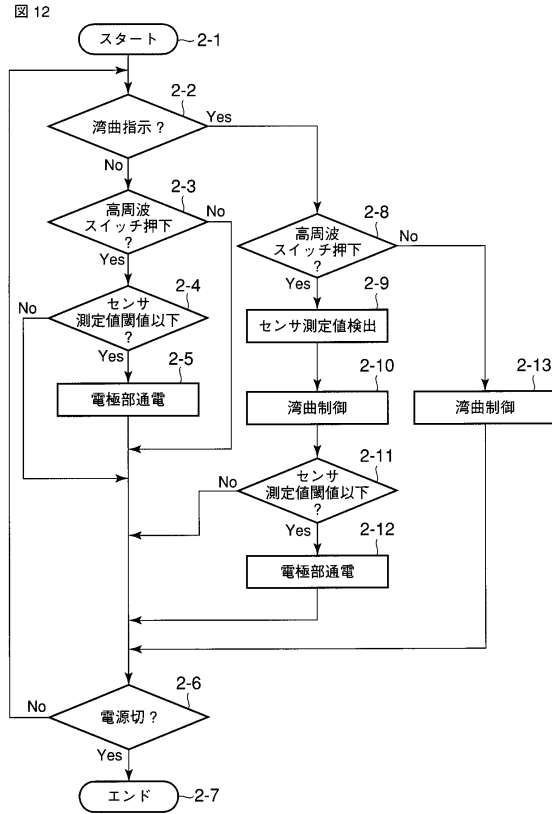 図 12
スタート
2-1
2-2
湾曲指示？
Yes
No
2-3
高周波
スイッチ押下
？
No
Yes
2-4
センサ
測定値閾値以下
？
No
Yes
2-5
電極部通電
2-8
高周波
スイッチ押下
？
No
Yes
2-9
センサ測定値検出
2-10
湾曲制御
2-13
湾曲制御
2-11
センサ
測定値閾値以下
？
No
Yes
2-12
電極部通電
2-6
電源切？
No
Yes
エンド
2-7